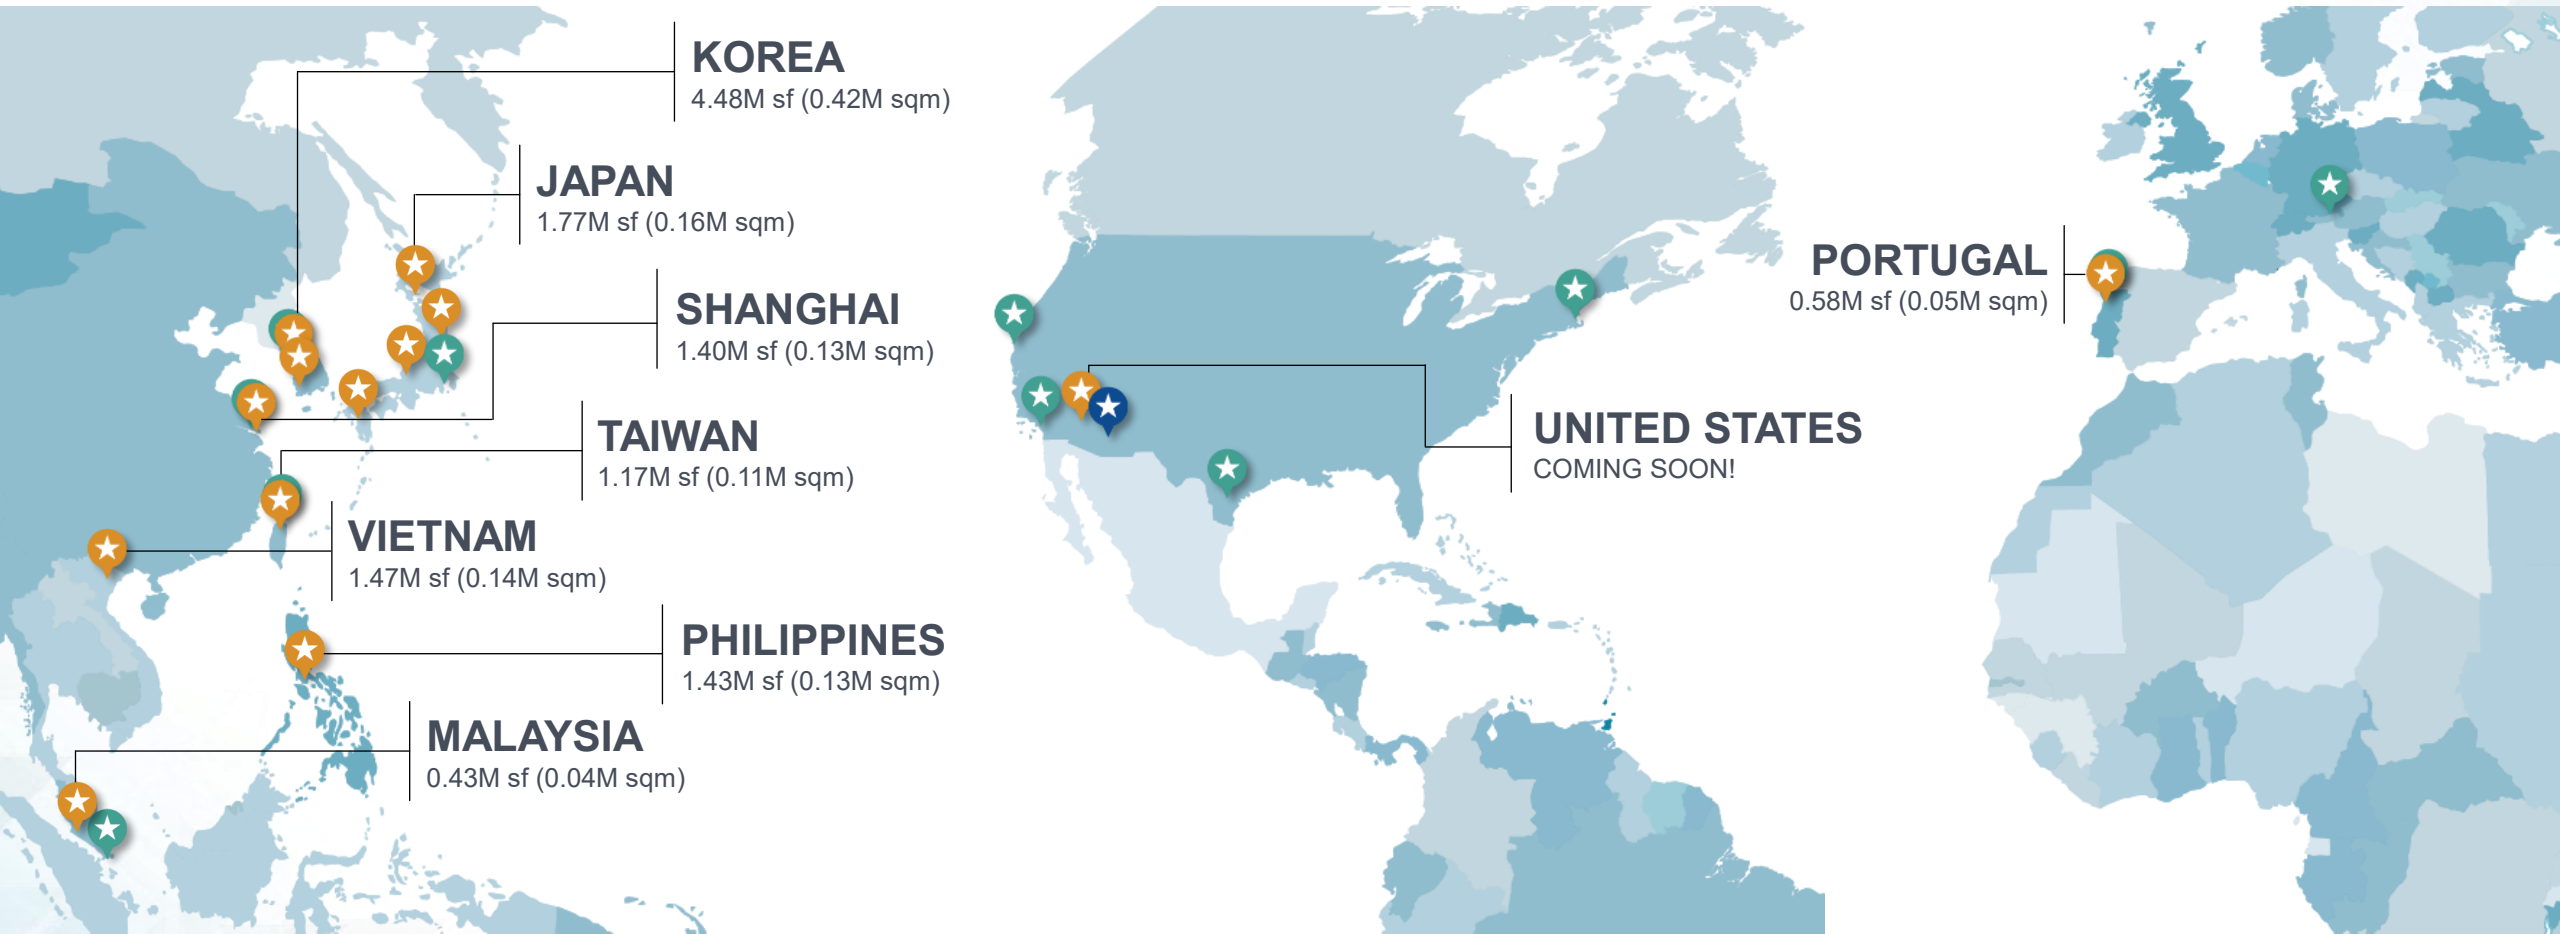 KOREA
4.48M sf (0.42M sqm)
JAPAN
1.77M sf (0.16M sqm)
SHANGHAI
1.40M sf (0.13M sqm)
TAIWAN
1.17M sf (0.11M sqm)
VIETNAM
1.47M sf (0.14M sqm)
PHILIPPINES
1.43M sf (0.13M sqm)
MALAYSIA
0.43M sf (0.04M sqm)
UNITED STATES
COMING SOON!
PORTUGAL
0.58M sf (0.05M sqm)